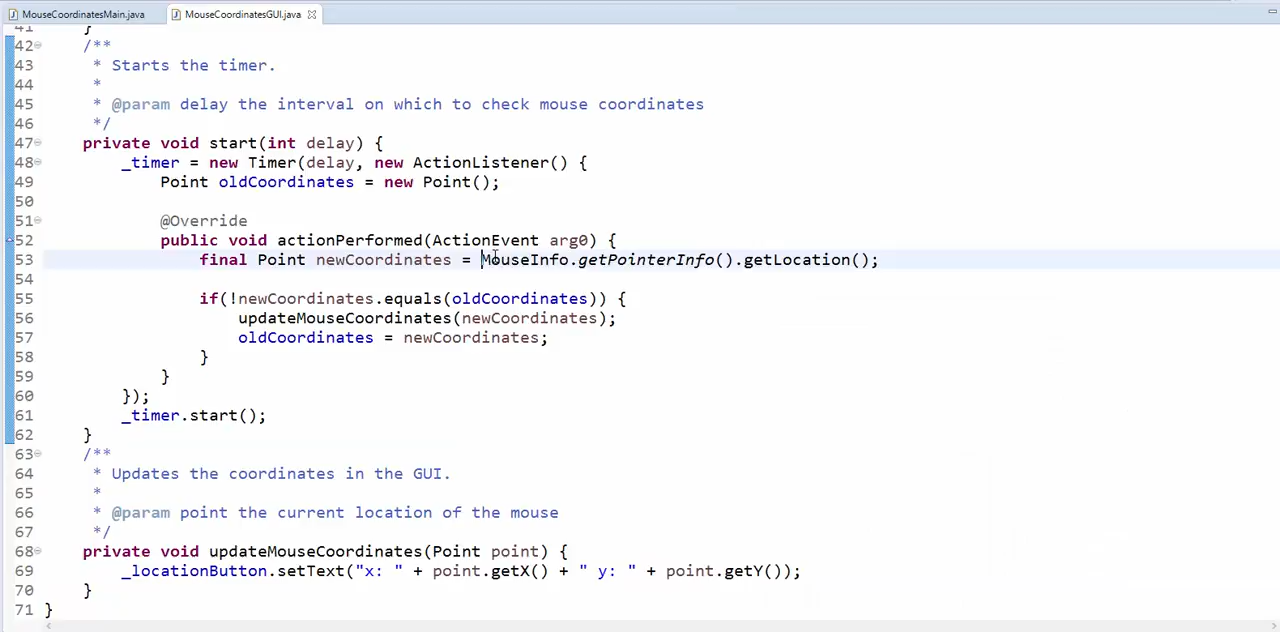 MouseCoordinatesMain.java MouseCoordinatesGUI.java
41 }
42 /**
43 * Starts the timer.
44 *
45 * @param delay the interval on which to check mouse coordinates
46 */
47 private void start(int delay) {
48 _timer = new Timer(delay, new ActionListener() {
49 Point oldCoordinates = new Point();
50
51 @Override
52 public void actionPerformed(ActionEvent arg0) {
53 final Point newCoordinates = MouseInfo.getPointerInfo().getLocation();
54
55 if(!newCoordinates.equals(oldCoordinates)) {
56 updateMouseCoordinates(newCoordinates);
57 oldCoordinates = newCoordinates;
58 }
59 }
60 });
61 _timer.start();
62 }
63 /**
64 * Updates the coordinates in the GUI.
65 *
66 * @param point the current location of the mouse
67 */
68 private void updateMouseCoordinates(Point point) {
69 _locationButton.setText("x: " + point.getX() + " y: " + point.getY());
70 }
71 }